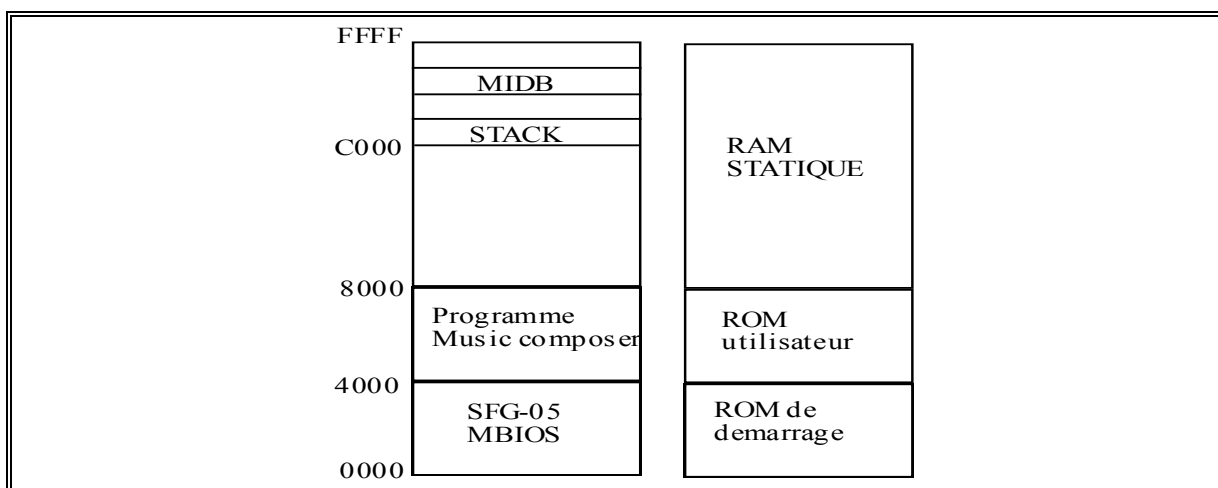 FFFF
MIDB
STACK
C000
RAM
STATIQUE
8000
Programme
Music composer
ROM
utilisateur
4000
SFG-05
MBIOS
ROM de
demarrage
0000